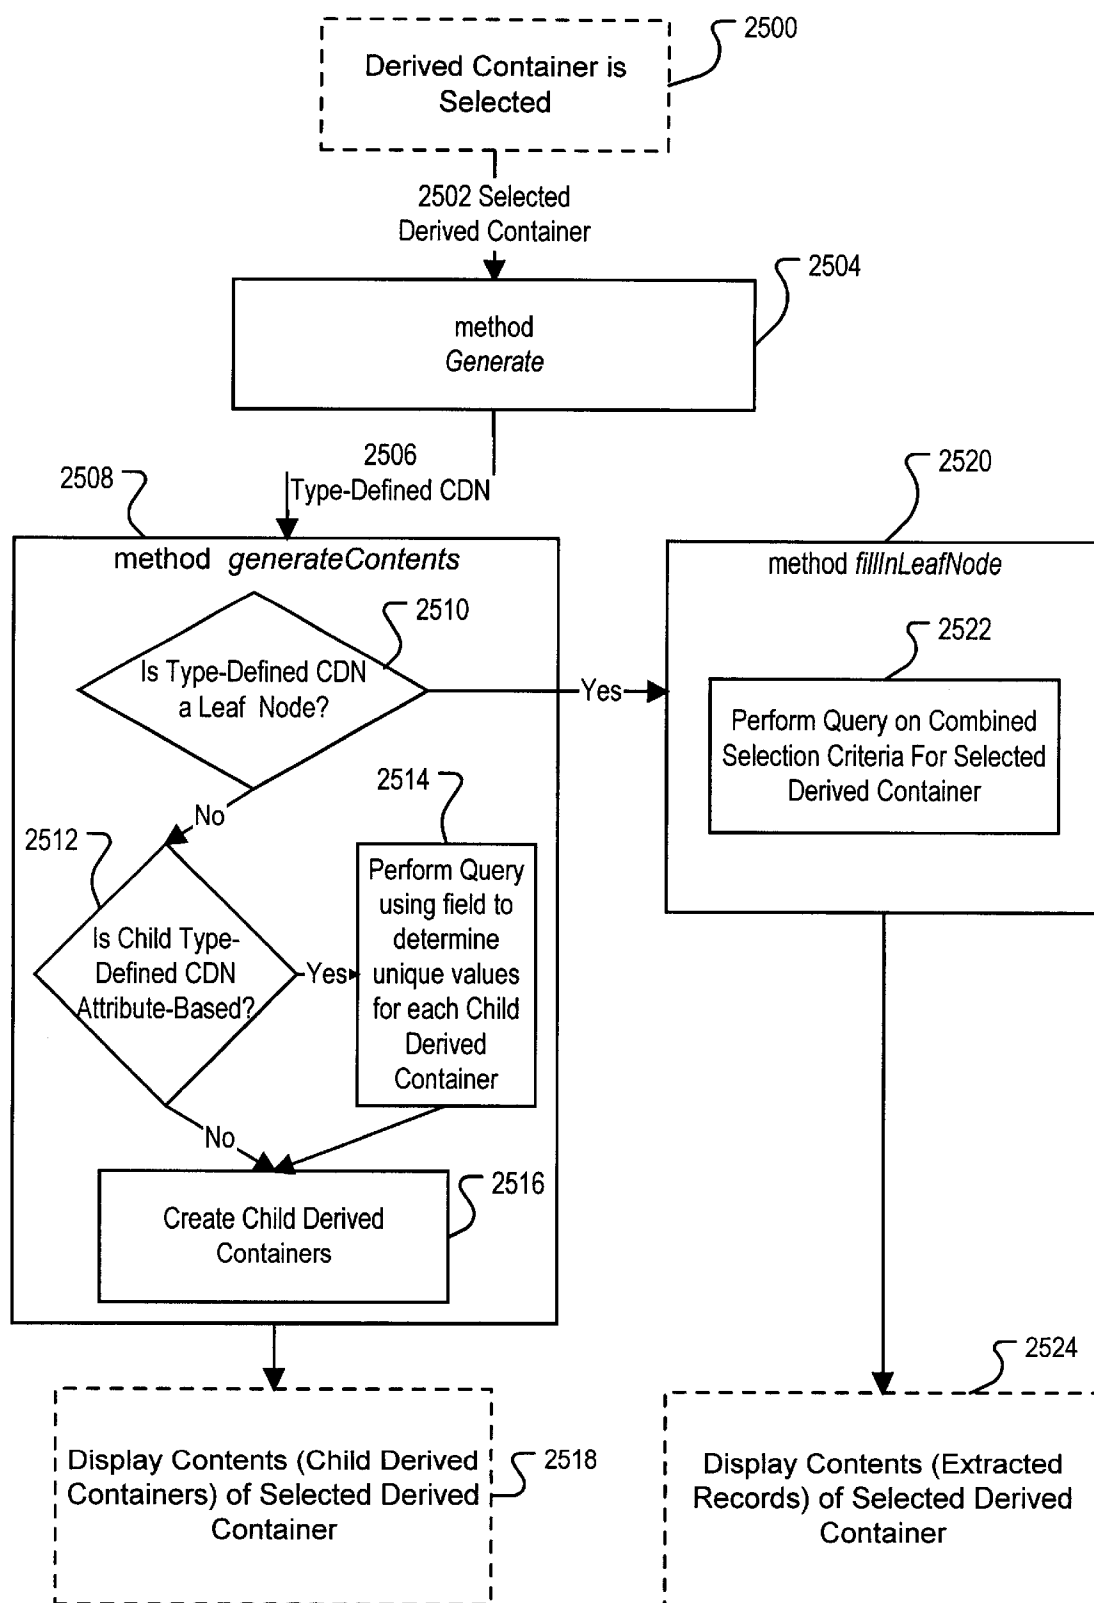 2500
Derived Container is
Selected
2502 Selected
Derived Container
2504
method
Generate
2506
Type-Defined CDN
2508
method generateContents
2510
Is Type-Defined CDN
a Leaf Node?
Yes
No
2512
Is Child Type-
Defined CDN
Attribute-Based?
Yes
2514
Perform Query
using field to
determine
unique values
for each Child
Derived
Container
No
2516
Create Child Derived
Containers
2518
Display Contents (Child Derived
Containers) of Selected Derived
Container
2520
method fillInLeafNode
2522
Perform Query on Combined
Selection Criteria For Selected
Derived Container
2524
Display Contents (Extracted
Records) of Selected Derived
Container